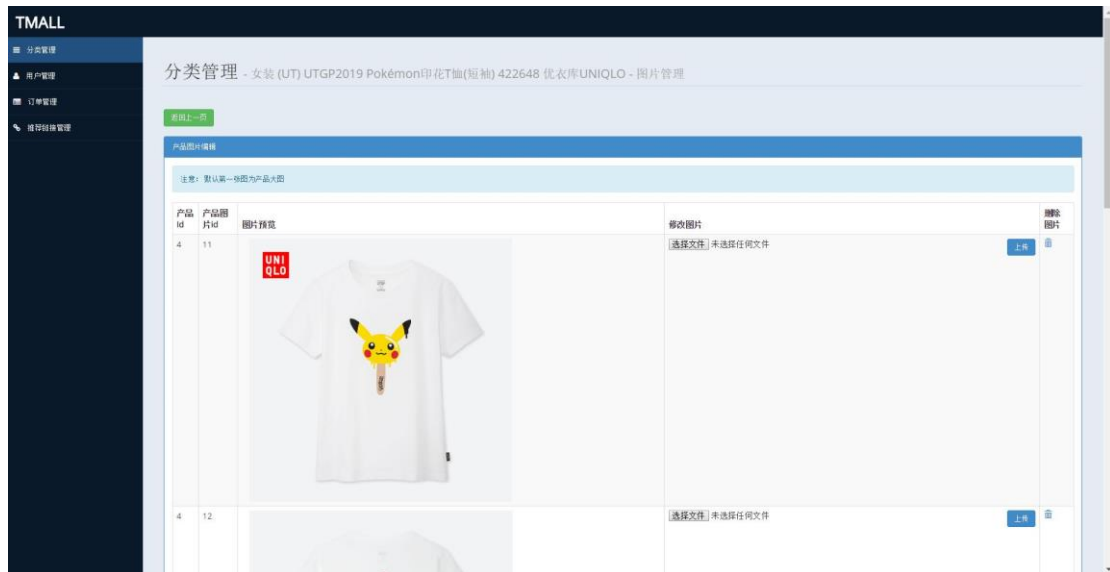 TMALL
分类管理
用户管理
订单管理
推荐链接管理
分类管理 - 女装 (UT) UTGP2019 Pokémon印花T恤(短袖) 422648 优衣库UNIQLO - 图片管理
返回上一页
产品图片编辑
注意: 默认第一张图为产品大图
产品id 产品图片id 图片预览 修改图片 删除图片
4 11 选择文件 未选择任何文件 上传
UNI
QLO
4 12 选择文件 未选择任何文件 上传